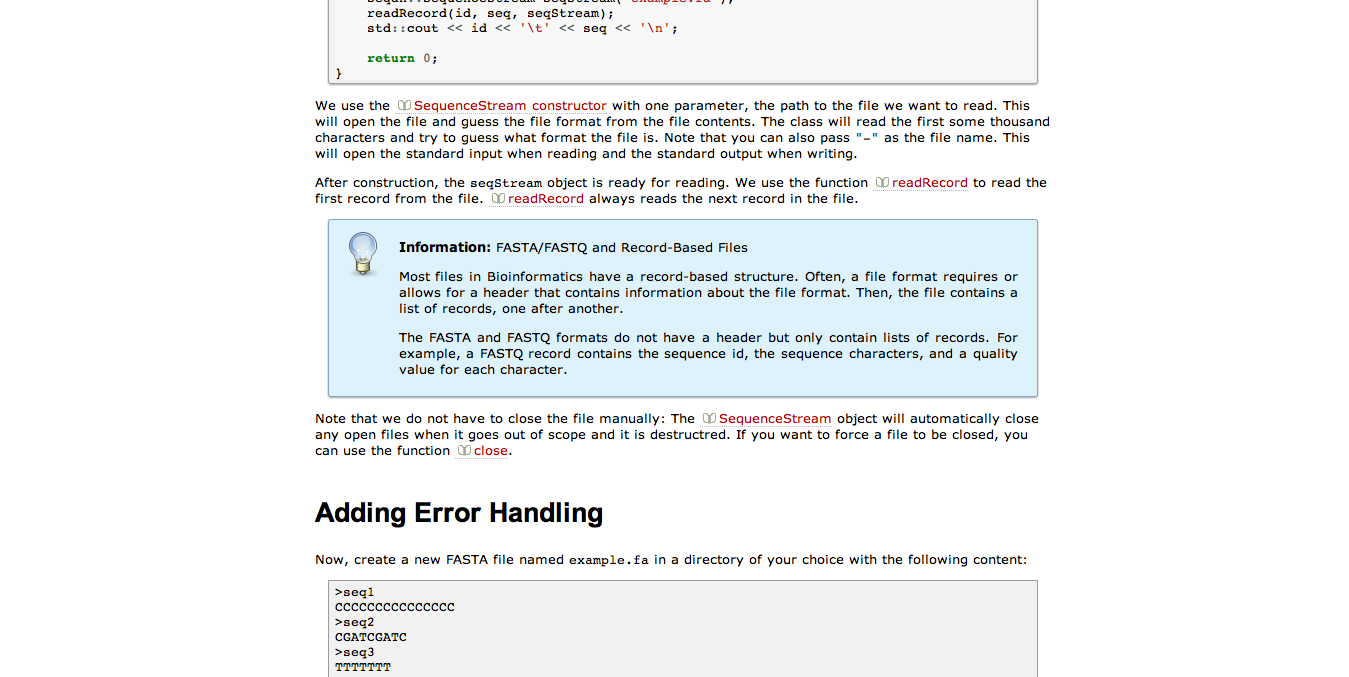 readRecord(id, seq, seqStream);
std::cout << id << '\t' << seq << '\n';
return 0;
}
We use the SequenceStream constructor with one parameter, the path to the file we want to read. This
will open the file and guess the file format from the file contents. The class will read the first some thousand
characters and try to guess what format the file is. Note that you can also pass "-" as the file name. This
will open the standard input when reading and the standard output when writing.
After construction, the seqStream object is ready for reading. We use the function readRecord to read the
first record from the file. readRecord always reads the next record in the file.
Information: FASTA/FASTQ and Record-Based Files
Most files in Bioinformatics have a record-based structure. Often, a file format requires or
allows for a header that contains information about the file format. Then, the file contains a
list of records, one after another.
The FASTA and FASTQ formats do not have a header but only contain lists of records. For
example, a FASTQ record contains the sequence id, the sequence characters, and a quality
value for each character.
Note that we do not have to close the file manually: The SequenceStream object will automatically close
any open files when it goes out of scope and it is destructred. If you want to force a file to be closed, you
can use the function close.
Adding Error Handling
Now, create a new FASTA file named example.fa in a directory of your choice with the following content:
>seq1
CCCCCCCCCCCCCCC
>seq2
CGATCGATC
>seq3
TTTTTTT